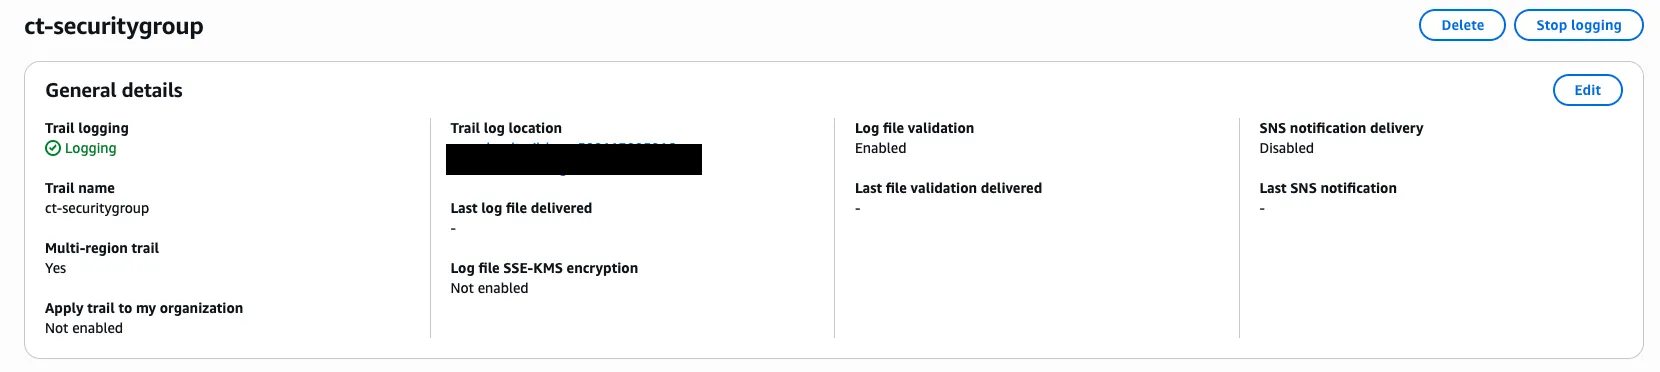 ct-securitygroup
Delete
Stop logging
General details
Edit
Trail logging
Logging
Trail name
ct-securitygroup
Multi-region trail
Yes
Apply trail to my organization
Not enabled
Trail log location
Last log file delivered
-
Log file SSE-KMS encryption
Not enabled
Log file validation
Enabled
Last file validation delivered
-
SNS notification delivery
Disabled
Last SNS notification
-